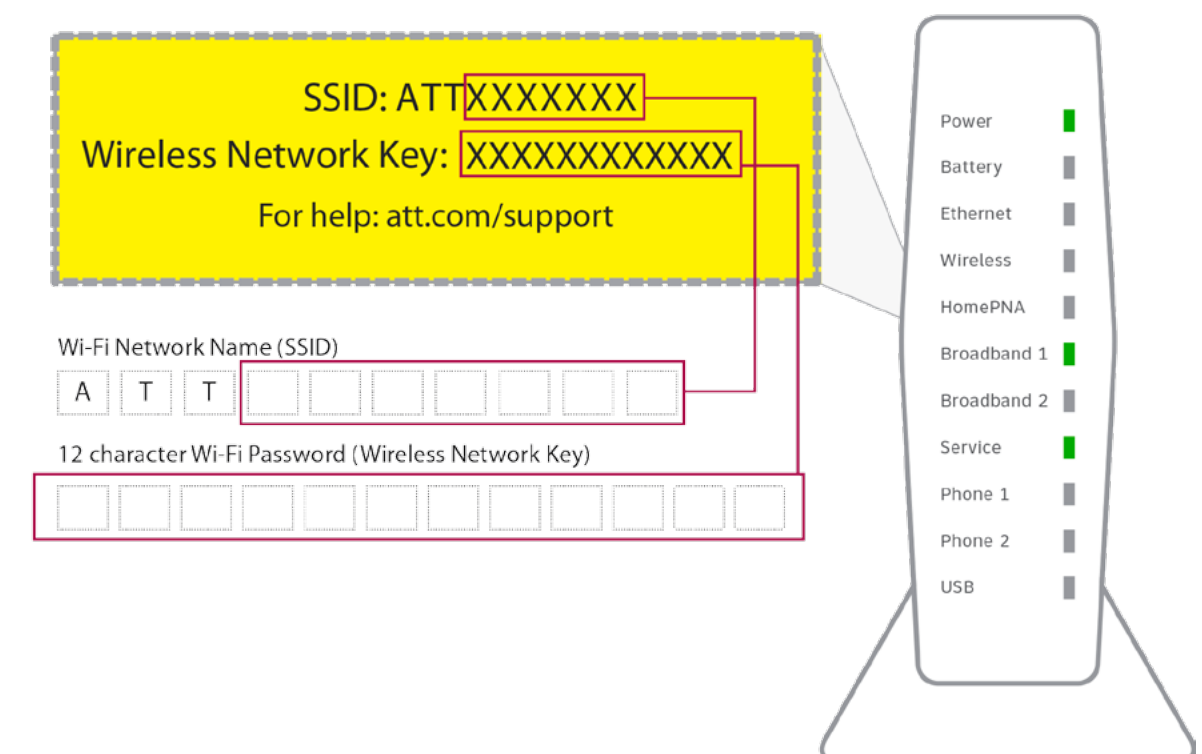 SSID: ATTXXXXXXX
Wireless Network Key: XXXXXXXXXXXX
For help: att.com/support
Wi-Fi Network Name (SSID)
A T T
12 character Wi-Fi Password (Wireless Network Key)
Power
Battery
Ethernet
Wireless
HomePNA
Broadband 1
Broadband 2
Service
Phone 1
Phone 2
USB